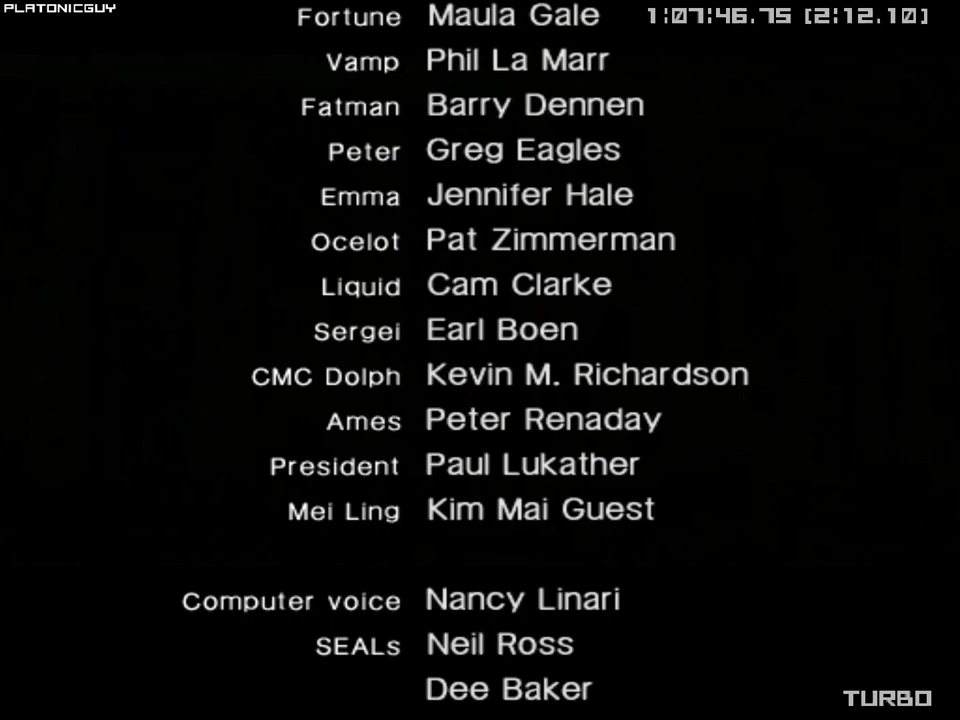 PLATONICGUY
1:07:46.75 [2:12.10]
Fortune Maula Gale
Vamp Phil La Marr
Fatman Barry Dennen
Peter Greg Eagles
Emma Jennifer Hale
Ocelot Pat Zimmerman
Liquid Cam Clarke
Sergei Earl Boen
CMC Dolph Kevin M. Richardson
Ames Peter Renaday
President Paul Lukather
Mei Ling Kim Mai Guest
Computer voice Nancy Linari
SEALs Neil Ross
Dee Baker
TURBO